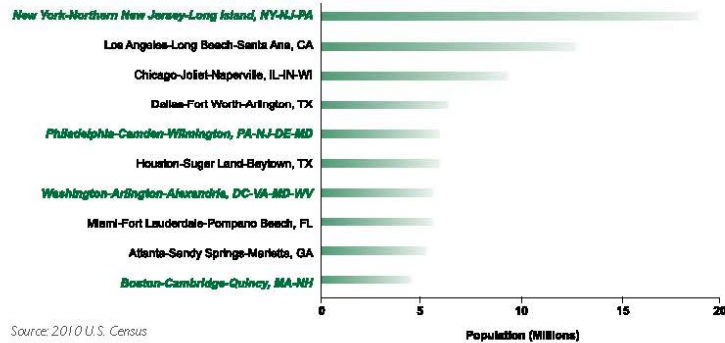 New York-Northern New Jersey-Long Island, NY-NJ-PA
Los Angeles-Long Beach-Santa Ana, CA
Chicago-Joliet-Naperville, IL-IN-WI
Dallas-Fort Worth-Arlington, TX
Philadelphia-Camden-Wilmington, PA-NJ-DE-MD
Houston-Sugar Land-Baytown, TX
Washington-Arlington-Alexandria, DC-VA-MD-WV
Miami-Fort Lauderdale-Pompano Beach, FL
Atlanta-Sandy Springs-Marietta, GA
Boston-Cambridge-Quincy, MA-NH
0 5 10 15 20
Source: 2010 U.S. Census
Population (Millions)